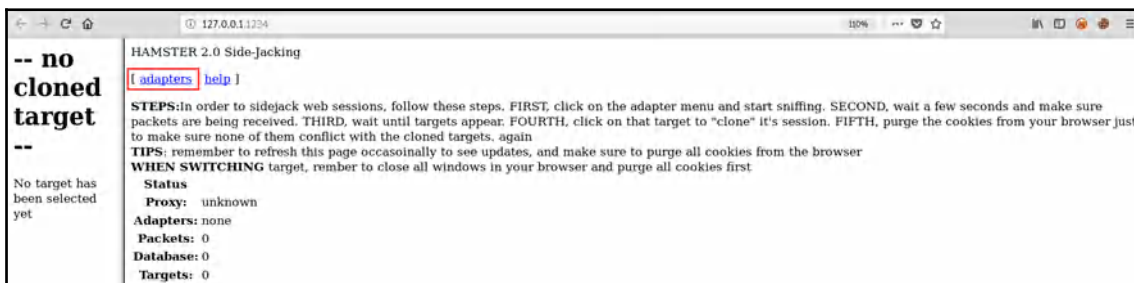 127.0.0.1:1234
110%
-- no
cloned
target
--
No target has
been selected
yet
HAMSTER 2.0 Side-Jacking
[ adapters help ]
STEPS:In order to sidejack web sessions, follow these steps. FIRST, click on the adapter menu and start sniffing. SECOND, wait a few seconds and make sure
packets are being received. THIRD, wait until targets appear. FOURTH, click on that target to "clone" it's session. FIFTH, purge the cookies from your browser just
to make sure none of them conflict with the cloned targets. again
TIPS: remember to refresh this page occasoinally to see updates, and make sure to purge all cookies from the browser
WHEN SWITCHING target, rember to close all windows in your browser and purge all cookies first
Status
Proxy: unknown
Adapters: none
Packets: 0
Database: 0
Targets: 0